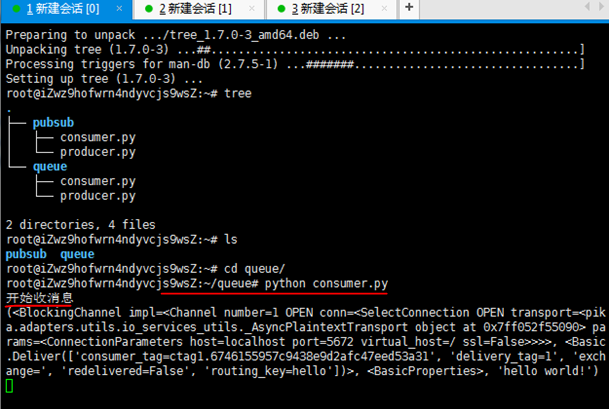 1 新建会话 [0] × 2 新建会话 [1] × 3 新建会话 [2] × +
Preparing to unpack .../tree_1.7.0-3_amd64.deb ...
Unpacking tree (1.7.0-3) ...##.......................................................]
Processing triggers for man-db (2.7.5-1) ...#######..................................]
Setting up tree (1.7.0-3) ...
root@iZwz9hofwrn4ndyvcjs9wsZ:~# tree
.
├── pubsub
│   ├── consumer.py
│   └── producer.py
└── queue
    ├── consumer.py
    └── producer.py
2 directories, 4 files
root@iZwz9hofwrn4ndyvcjs9wsZ:~# ls
pubsub  queue
root@iZwz9hofwrn4ndyvcjs9wsZ:~# cd queue/
root@iZwz9hofwrn4ndyvcjs9wsZ:~/queue# python consumer.py
开始收消息
(<BlockingChannel impl=<Channel number=1 OPEN conn=<SelectConnection OPEN transport=<pik
a.adapters.utils.io_services_utils._AsyncPlaintextTransport object at 0x7ff052f55090> pa
rams=<ConnectionParameters host=localhost port=5672 virtual_host=/ ssl=False>>>>, <Basic
.Deliver(['consumer_tag=ctag1.6746155957c9438e9d2afc47eed53a31', 'delivery_tag=1', 'exch
ange=', 'redelivered=False', 'routing_key=hello'])>, <BasicProperties>, 'hello world!')